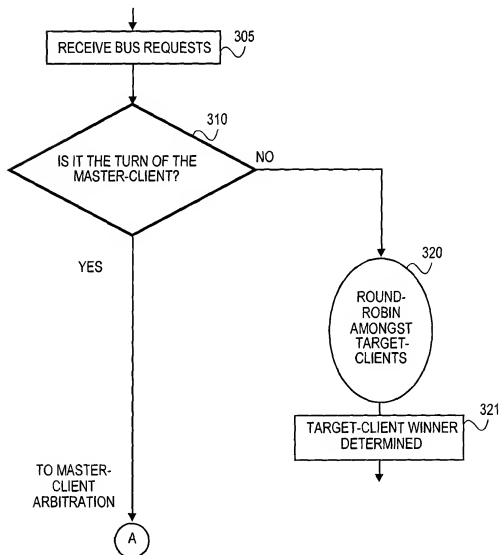 RECEIVE BUS REQUESTS
305
310
IS IT THE TURN OF THE
MASTER-CLIENT?
NO
YES
320
ROUND-
ROBIN
AMONGST
TARGET-
CLIENTS
321
TARGET-CLIENT WINNER
DETERMINED
TO MASTER-
CLIENT
ARBITRATION
A